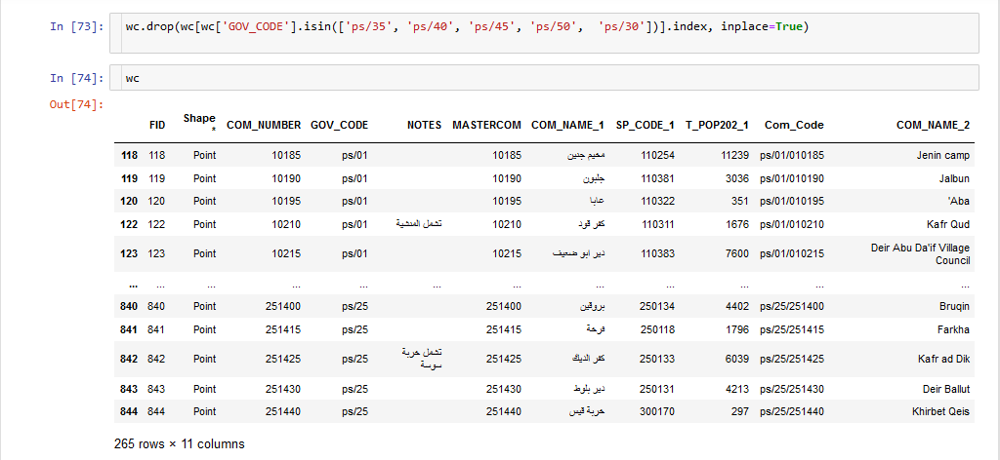 In [73]: wc.drop(wc[wc['GOV_CODE'].isin(['ps/35', 'ps/40', 'ps/45', 'ps/50',  'ps/30'])].index, inplace=True)
In [74]: wc
Out[74]:
FID Shape * COM_NUMBER GOV_CODE NOTES MASTERCOM COM_NAME_1 SP_CODE_1 T_POP202_1 Com_Code COM_NAME_2
118 118 Point 10185 ps/01 10185 مخيم جنين 110254 11239 ps/01/010185 Jenin camp
119 119 Point 10190 ps/01 10190 جلبون 110381 3036 ps/01/010190 Jalbun
120 120 Point 10195 ps/01 10195 عابا 110322 351 ps/01/010195 'Aba
122 122 Point 10210 ps/01 تشمل المنشية 10210 كفر قود 110311 1676 ps/01/010210 Kafr Qud
123 123 Point 10215 ps/01 10215 دير ابو ضعيف 110383 7600 ps/01/010215 Deir Abu Da'if Village
Council
... ... ... ... ... ... ... ... ... ... ... ...
840 840 Point 251400 ps/25 251400 بروقين 250134 4402 ps/25/251400 Bruqin
841 841 Point 251415 ps/25 251415 فرخة 250118 1796 ps/25/251415 Farkha
842 842 Point 251425 ps/25 تشمل خربة سوسة 251425 كفر الديك 250133 6039 ps/25/251425 Kafr ad Dik
843 843 Point 251430 ps/25 251430 دير بلوط 250131 4213 ps/25/251430 Deir Ballut
844 844 Point 251440 ps/25 251440 خربة قيس 300170 297 ps/25/251440 Khirbet Qeis
265 rows × 11 columns